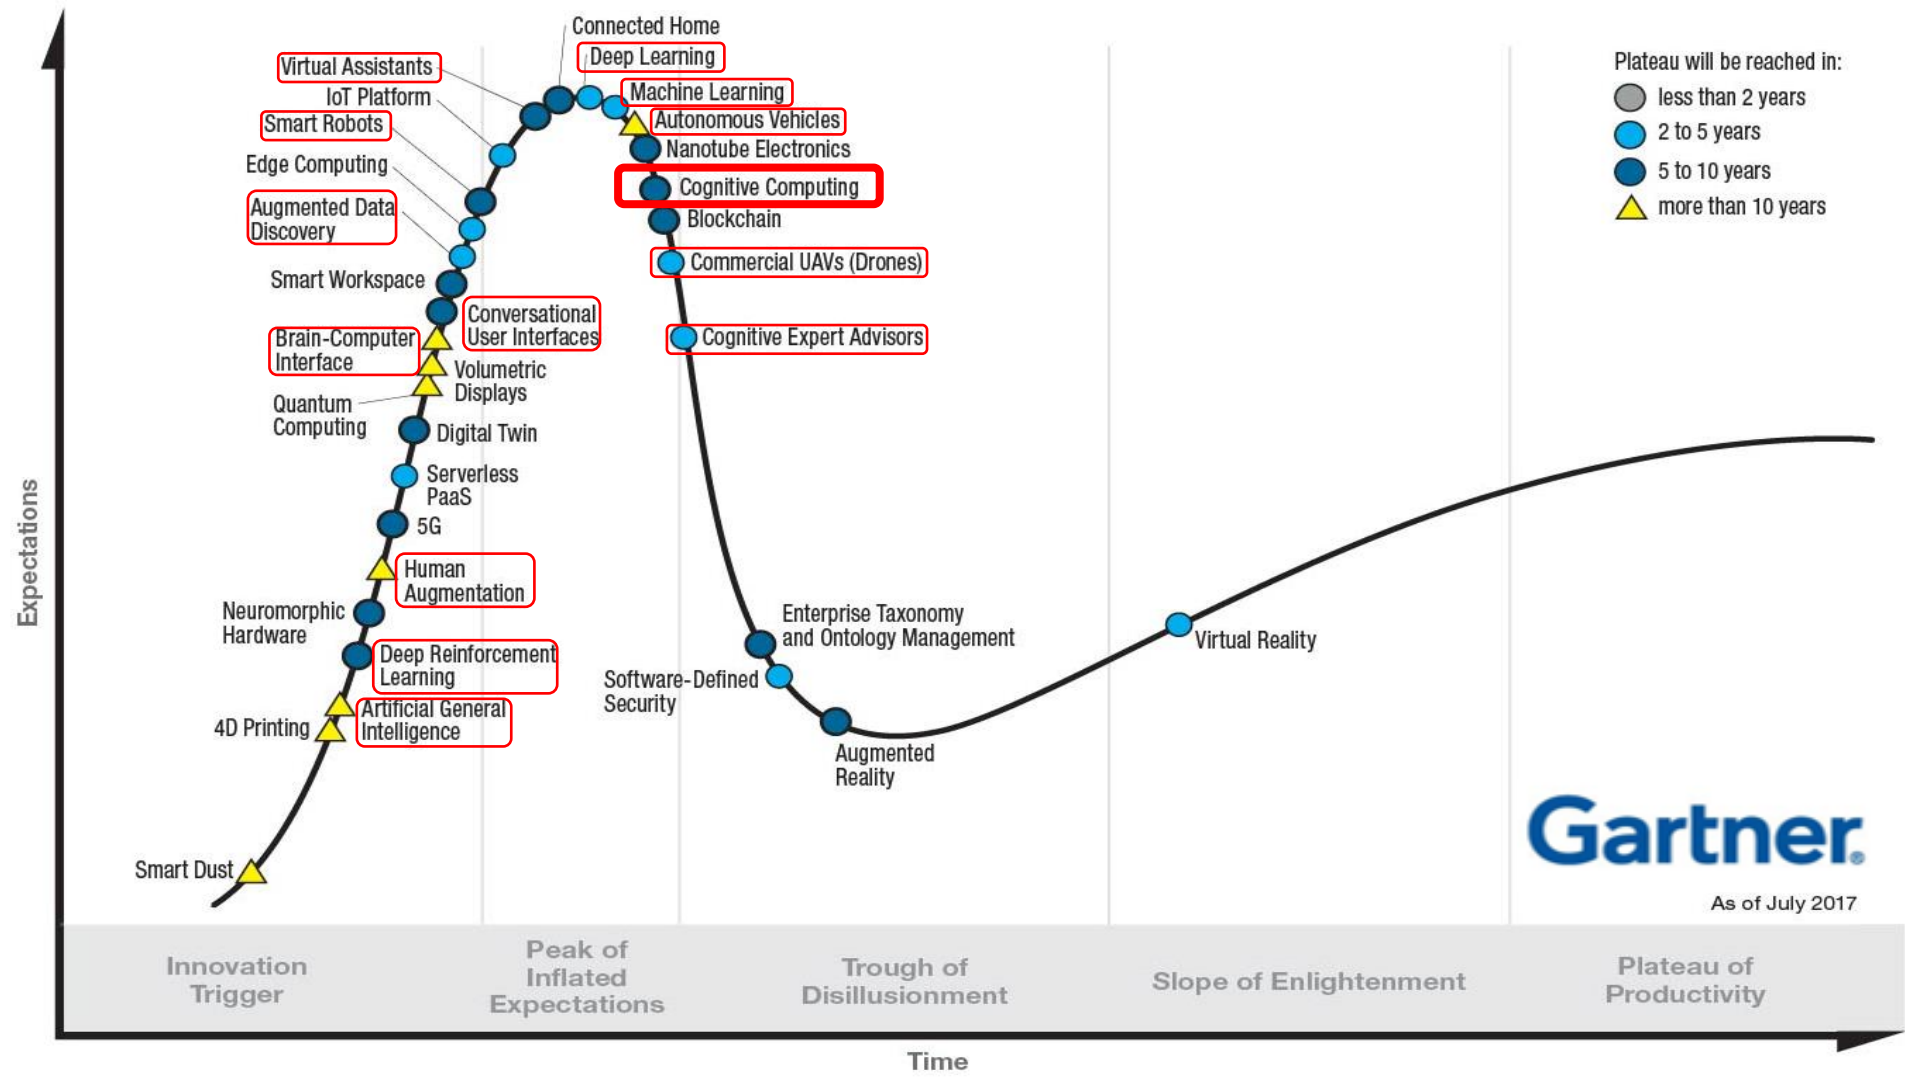 Connected Home
Deep Learning
Virtual Assistants
Machine Learning
IoT Platform
Autonomous Vehicles
Smart Robots
Nanotube Electronics
Edge Computing
Cognitive Computing
Augmented Data
Discovery
Blockchain
Commercial UAVs (Drones)
Smart Workspace
Conversational
User Interfaces
Cognitive Expert Advisors
Brain-Computer
Interface
Volumetric
Displays
Quantum
Computing
Digital Twin
Serverless
PaaS
5G
Human
Augmentation
Neuromorphic
Hardware
Deep Reinforcement
Learning
Artificial General
Intelligence
4D Printing
Smart Dust
Enterprise Taxonomy
and Ontology Management
Software-Defined
Security
Augmented
Reality
Virtual Reality
Plateau will be reached in:
less than 2 years
2 to 5 years
5 to 10 years
more than 10 years
Gartner®
As of July 2017
Expectations
Innovation
Trigger
Peak of
Inflated
Expectations
Trough of
Disillusionment
Slope of Enlightenment
Plateau of
Productivity
Time